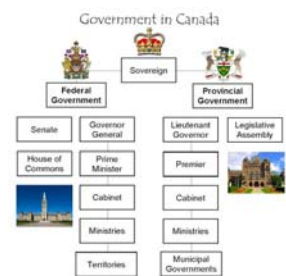 Government in Canada
Sovereign
Federal
Government
Provincial
Government
Senate
Governor
General
Lieutenant
Governor
Legislative
Assembly
House of
Commons
Prime
Minister
Premier
Cabinet
Cabinet
Ministries
Ministries
Territories
Municipal
Governments